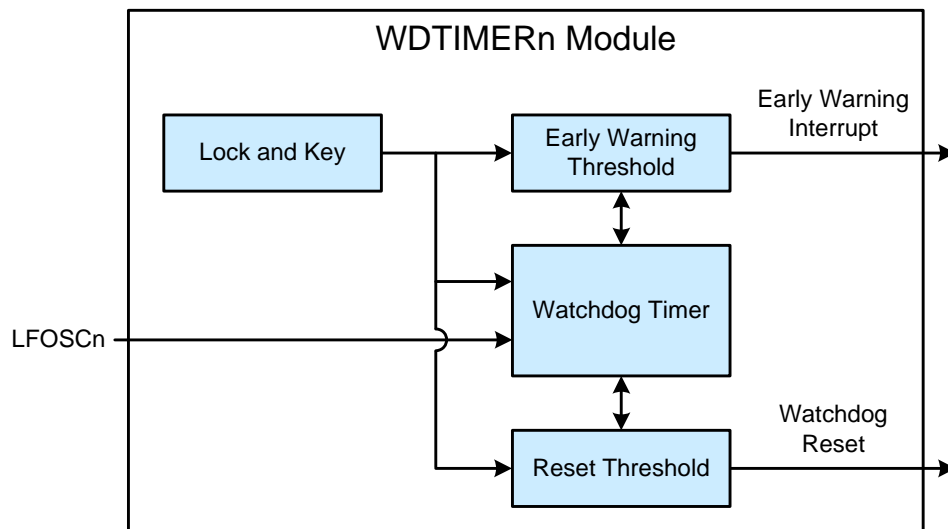 WDTIMERn Module
Early Warning
Interrupt
Lock and Key
Early Warning
Threshold
Watchdog Timer
LFOSCn
Watchdog
Reset
Reset Threshold